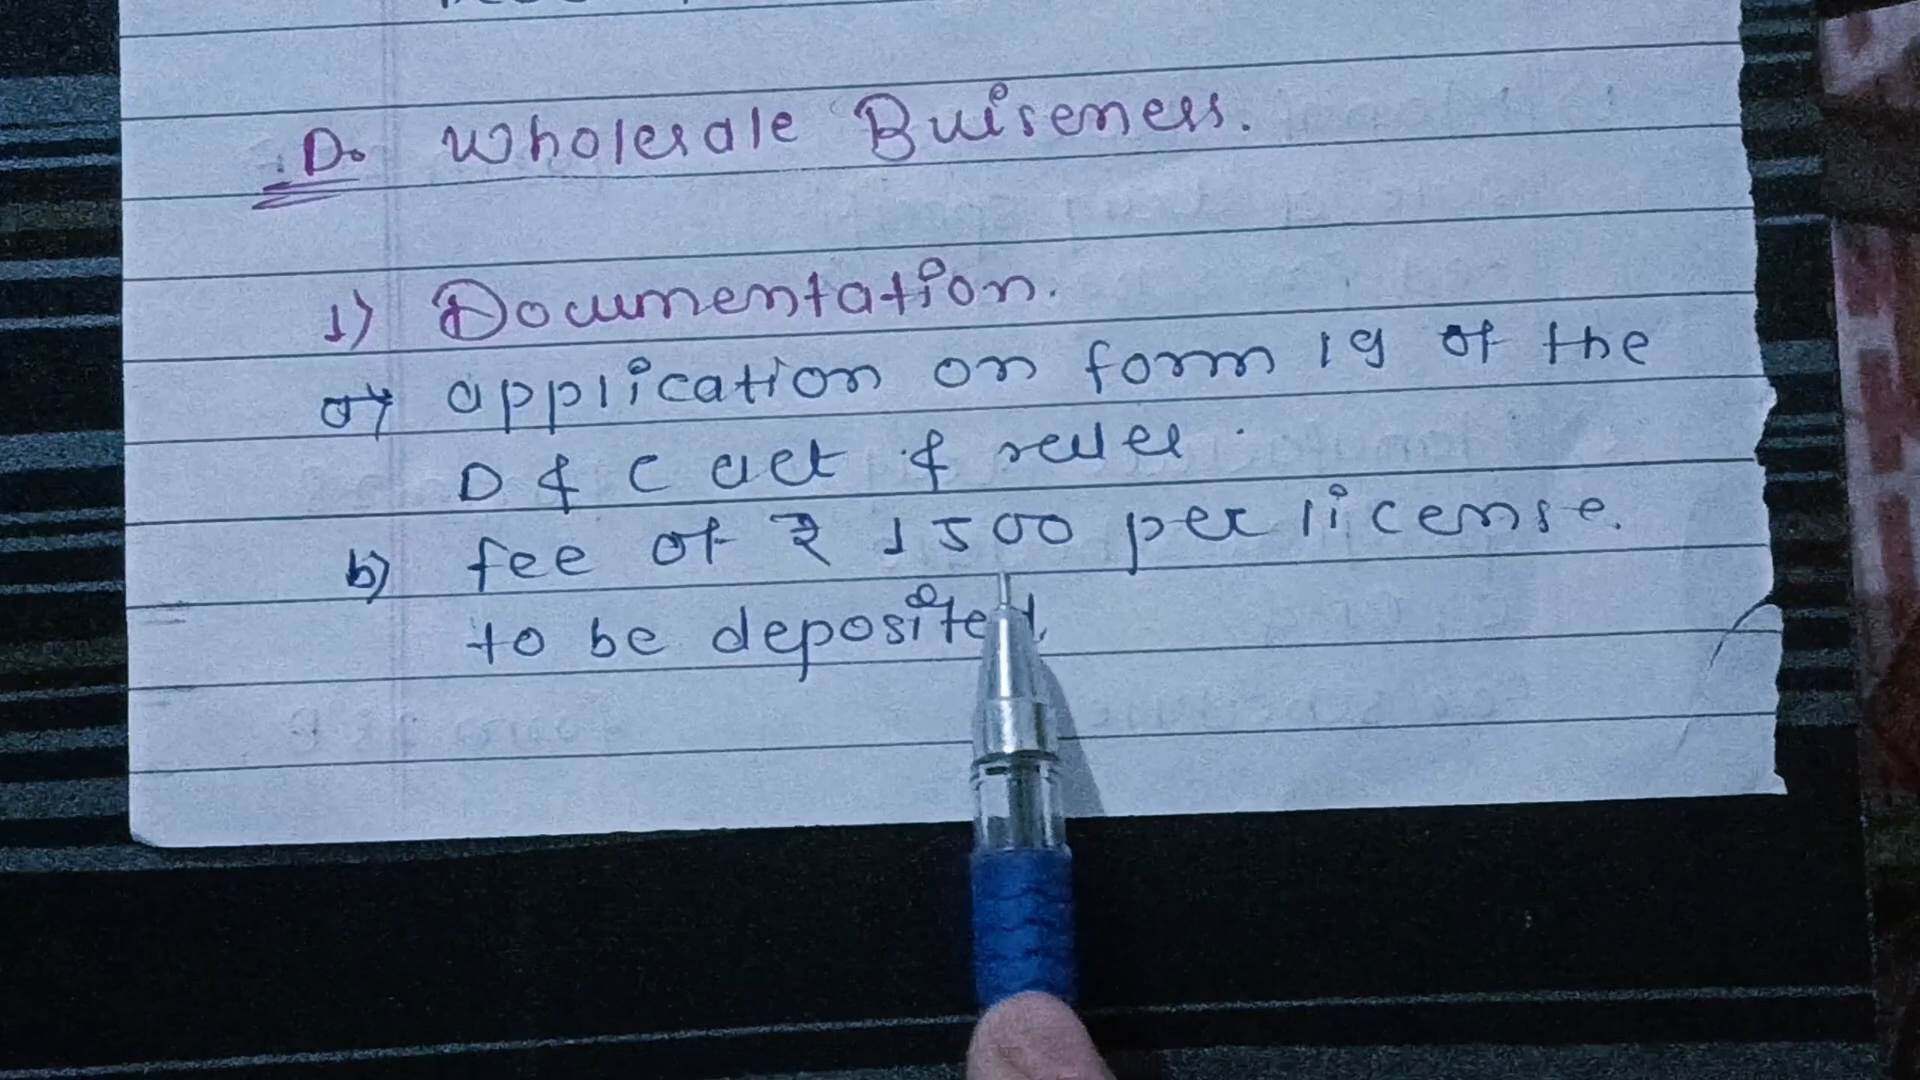 D. Wholesale Buiseness.
1) Documentation.
a) application on form 19 of the
D & C act & rules.
b) fee of ₹ 1500 per license.
to be deposited.